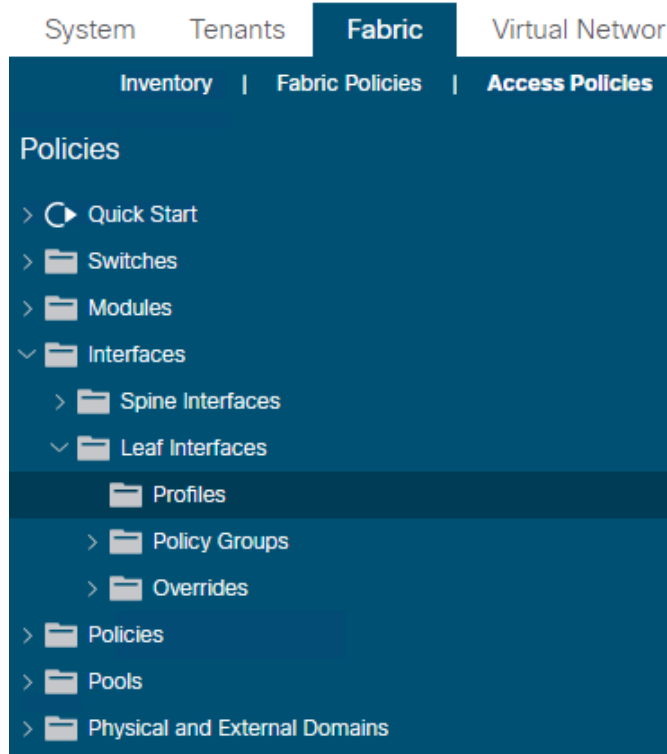 System Tenants Fabric Virtual Networ
Inventory | Fabric Policies | Access Policies
Policies
Quick Start
Switches
Modules
Interfaces
Spine Interfaces
Leaf Interfaces
Profiles
Policy Groups
Overrides
Policies
Pools
Physical and External Domains